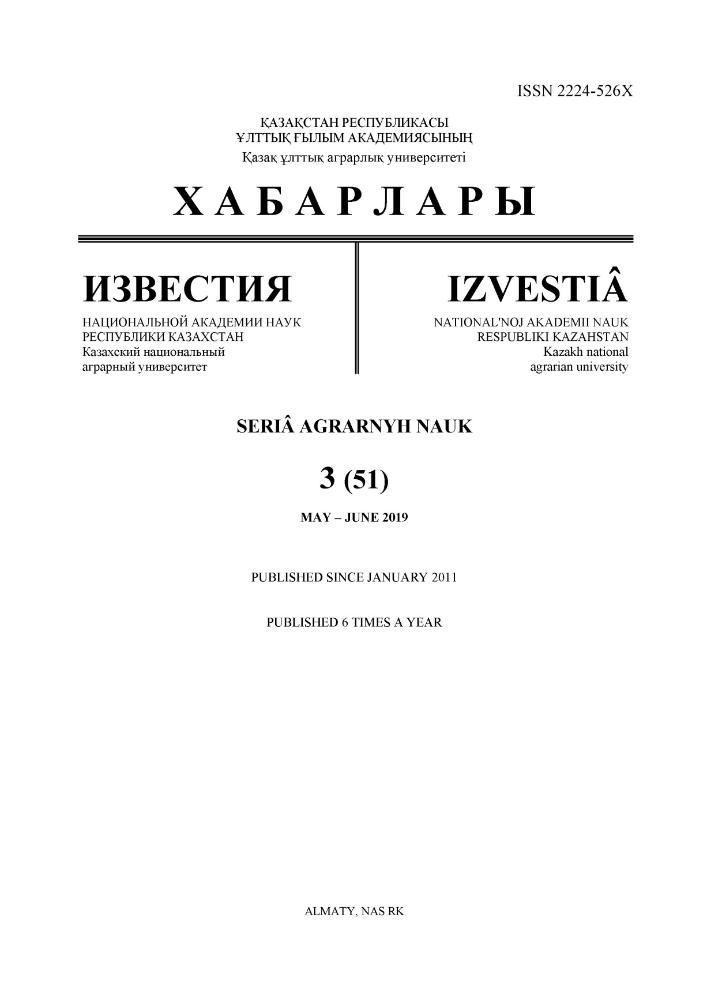 ISSN 2224-526X
ҚАЗАҚСТАН РЕСПУБЛИКАСЫ
ҰЛТТЫҚ ҒЫЛЫМ АКАДЕМИЯСЫНЫҢ
Қазақ ұлттық аграрлық университеті
Х А Б А Р Л А Р Ы
ИЗВЕСТИЯ
НАЦИОНАЛЬНОЙ АКАДЕМИИ НАУК
РЕСПУБЛИКИ КАЗАХСТАН
Казахский национальный
аграрный университет
IZVESTIÂ
NATIONAL'NOJ AKADEMII NAUK
RESPUBLIKI KAZAHSTAN
Kazakh national
agrarian university
SERIÂ AGRARNYH NAUK
3 (51)
MAY – JUNE 2019
PUBLISHED SINCE JANUARY 2011
PUBLISHED 6 TIMES A YEAR
ALMATY, NAS RK